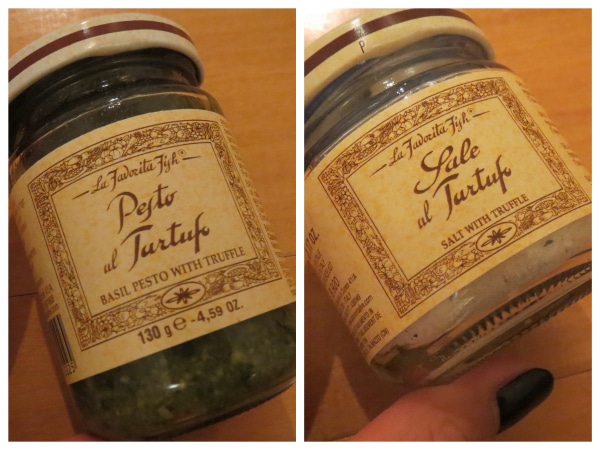 La Favorita Fish®
Pesto
al Tartufo
BASIL PESTO WITH TRUFFLE
130 g e - 4,59 OZ.
P
La Favorita Fish®
Sale
al Tartufo
SALT WITH TRUFFLE